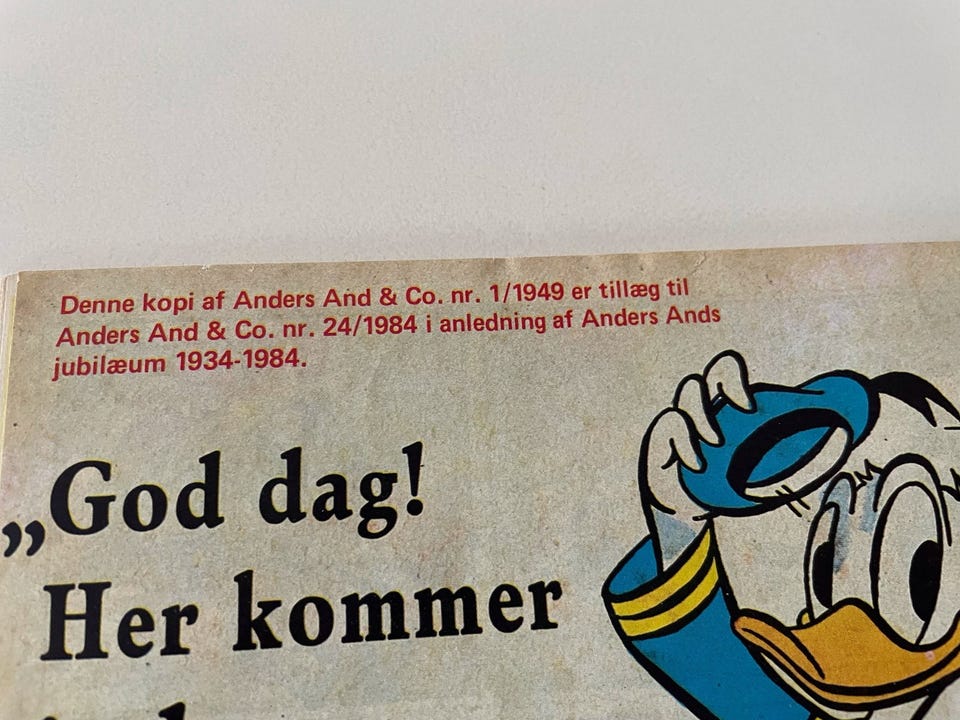 Denne kopi af Anders And & Co. nr. 1/1949 er tillæg til
Anders And & Co. nr. 24/1984 i anledning af Anders Ands
jubilæum 1934-1984.
„God dag!
Her kommer